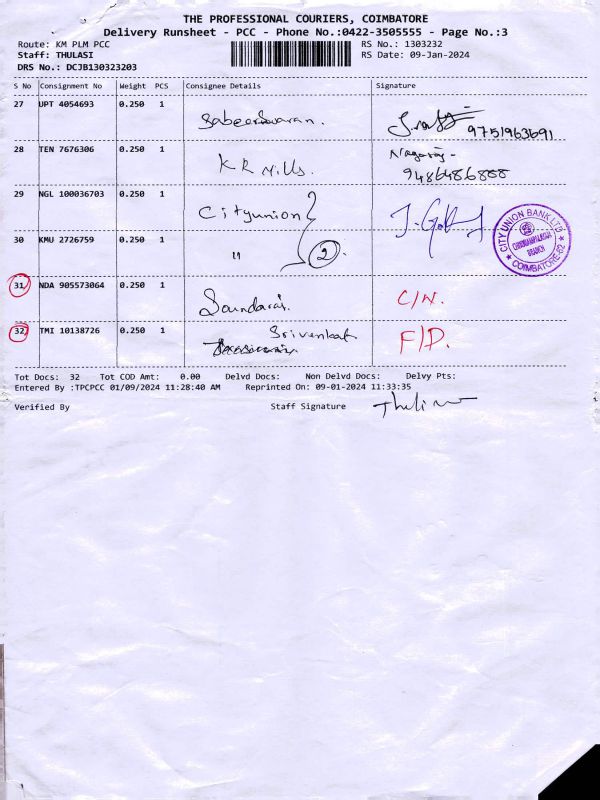 THE PROFESSIONAL COURIERS, COIMBATORE
Delivery Runsheet - PCC - Phone No.:0422-3505555 - Page No.:3
Route: KM PLM PCC RS No.: 1303232
Staff: THULASI RS Date: 09-Jan-2024
DRS No.: DCJB130323203
S No Consignment No Weight PCS Consignee Details Signature
27 UPT 4054693 0.250 1 Sabeeshwaran. 9751963691
28 TEN 7676306 0.250 1 K R Mills. Nagaraj - 9486486888
29 NGL 100036703 0.250 1 Cityunion
30 KMU 2726759 0.250 1 " 2.
CITY UNION BANK LTD
BRANCH
COIMBATORE
31 NDA 905573064 0.250 1 Soundaraj. C/N.
32 TMI 10138726 0.250 1 Srivenkat F/D.
Tot Docs: 32 Tot COD Amt: 0.00 Delvd Docs: Non Delvd Docs: Delvy Pts:
Entered By :TPCPCC 01/09/2024 11:28:40 AM Reprinted On: 09-01-2024 11:33:35
Verified By Staff Signature